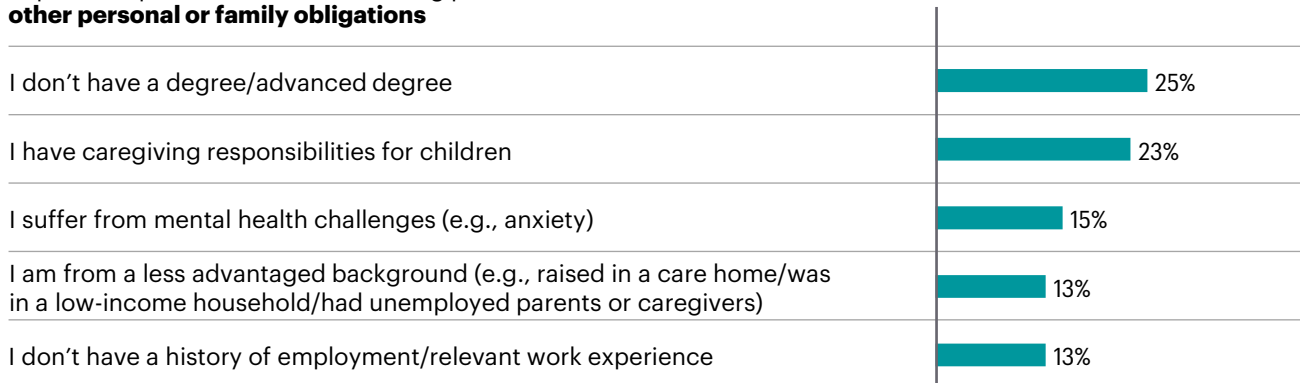 other personal or family obligations
I don’t have a degree/advanced degree
25%
I have caregiving responsibilities for children
23%
I suffer from mental health challenges (e.g., anxiety)
15%
I am from a less advantaged background (e.g., raised in a care home/was
in a low-income household/had unemployed parents or caregivers)
13%
I don’t have a history of employment/relevant work experience
13%